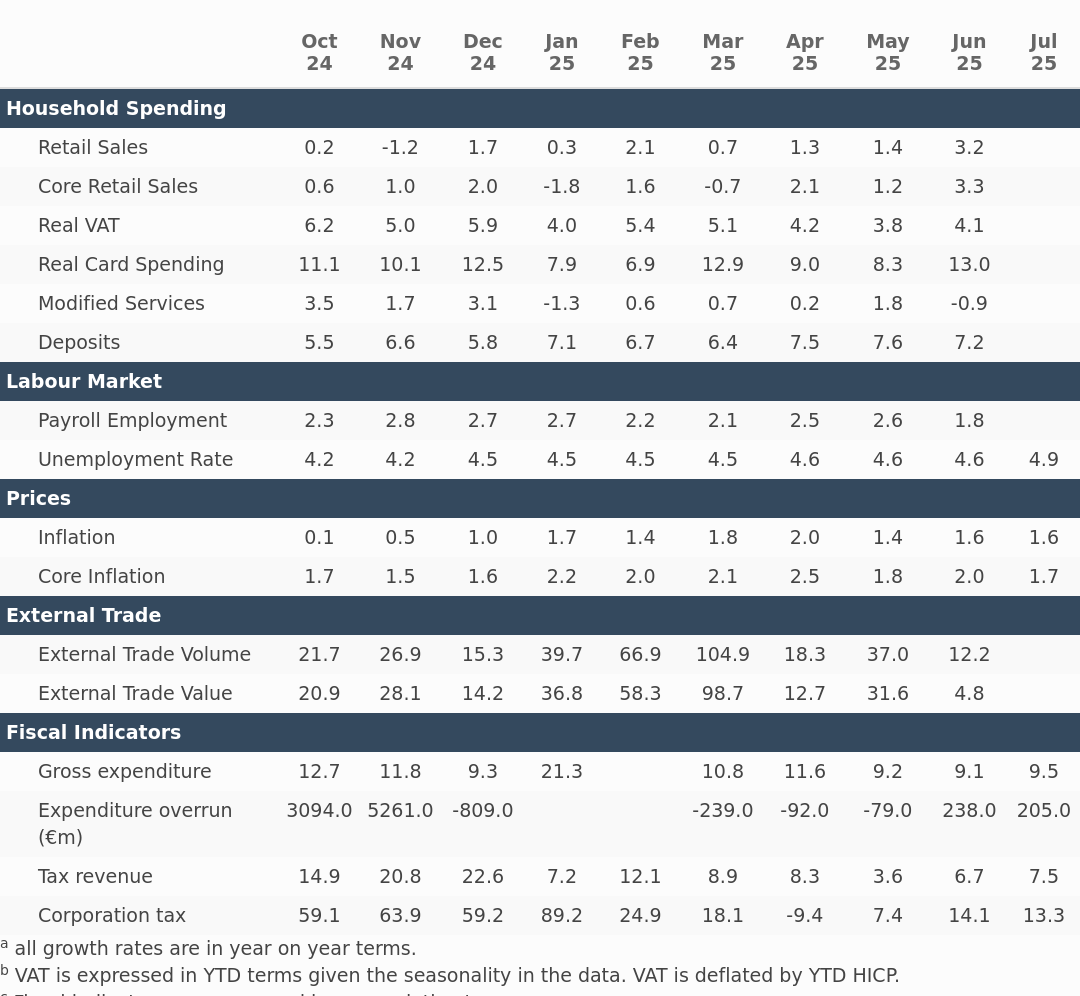 Oct 24 Nov 24 Dec 24 Jan 25 Feb 25 Mar 25 Apr 25 May 25 Jun 25 Jul 25
Household Spending
Retail Sales 0.2 -1.2 1.7 0.3 2.1 0.7 1.3 1.4 3.2
Core Retail Sales 0.6 1.0 2.0 -1.8 1.6 -0.7 2.1 1.2 3.3
Real VAT 6.2 5.0 5.9 4.0 5.4 5.1 4.2 3.8 4.1
Real Card Spending 11.1 10.1 12.5 7.9 6.9 12.9 9.0 8.3 13.0
Modified Services 3.5 1.7 3.1 -1.3 0.6 0.7 0.2 1.8 -0.9
Deposits 5.5 6.6 5.8 7.1 6.7 6.4 7.5 7.6 7.2
Labour Market
Payroll Employment 2.3 2.8 2.7 2.7 2.2 2.1 2.5 2.6 1.8
Unemployment Rate 4.2 4.2 4.5 4.5 4.5 4.5 4.6 4.6 4.6 4.9
Prices
Inflation 0.1 0.5 1.0 1.7 1.4 1.8 2.0 1.4 1.6 1.6
Core Inflation 1.7 1.5 1.6 2.2 2.0 2.1 2.5 1.8 2.0 1.7
External Trade
External Trade Volume 21.7 26.9 15.3 39.7 66.9 104.9 18.3 37.0 12.2
External Trade Value 20.9 28.1 14.2 36.8 58.3 98.7 12.7 31.6 4.8
Fiscal Indicators
Gross expenditure 12.7 11.8 9.3 21.3 10.8 11.6 9.2 9.1 9.5
Expenditure overrun 3094.0 5261.0 -809.0 -239.0 -92.0 -79.0 238.0 205.0
(€m)
Tax revenue 14.9 20.8 22.6 7.2 12.1 8.9 8.3 3.6 6.7 7.5
Corporation tax 59.1 63.9 59.2 89.2 24.9 18.1 -9.4 7.4 14.1 13.3
a all growth rates are in year on year terms.
b VAT is expressed in YTD terms given the seasonality in the data. VAT is deflated by YTD HICP.